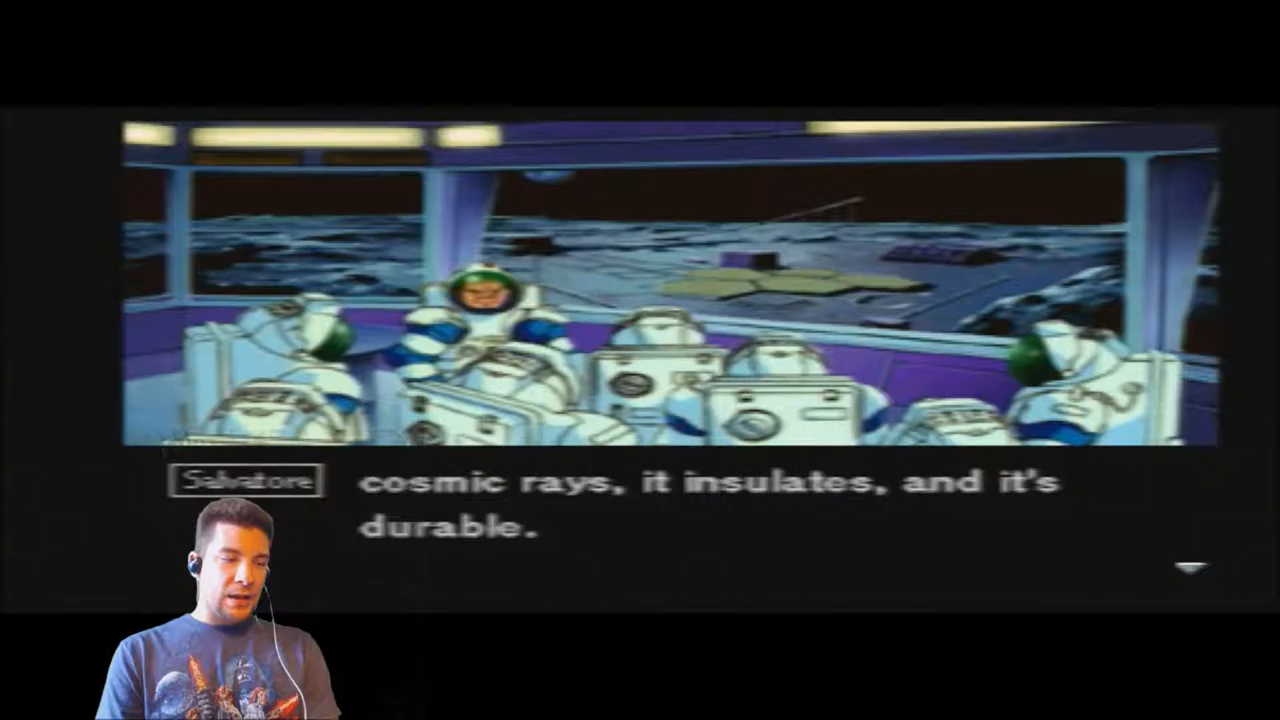 Salvatore
cosmic rays, it insulates, and it's
durable.